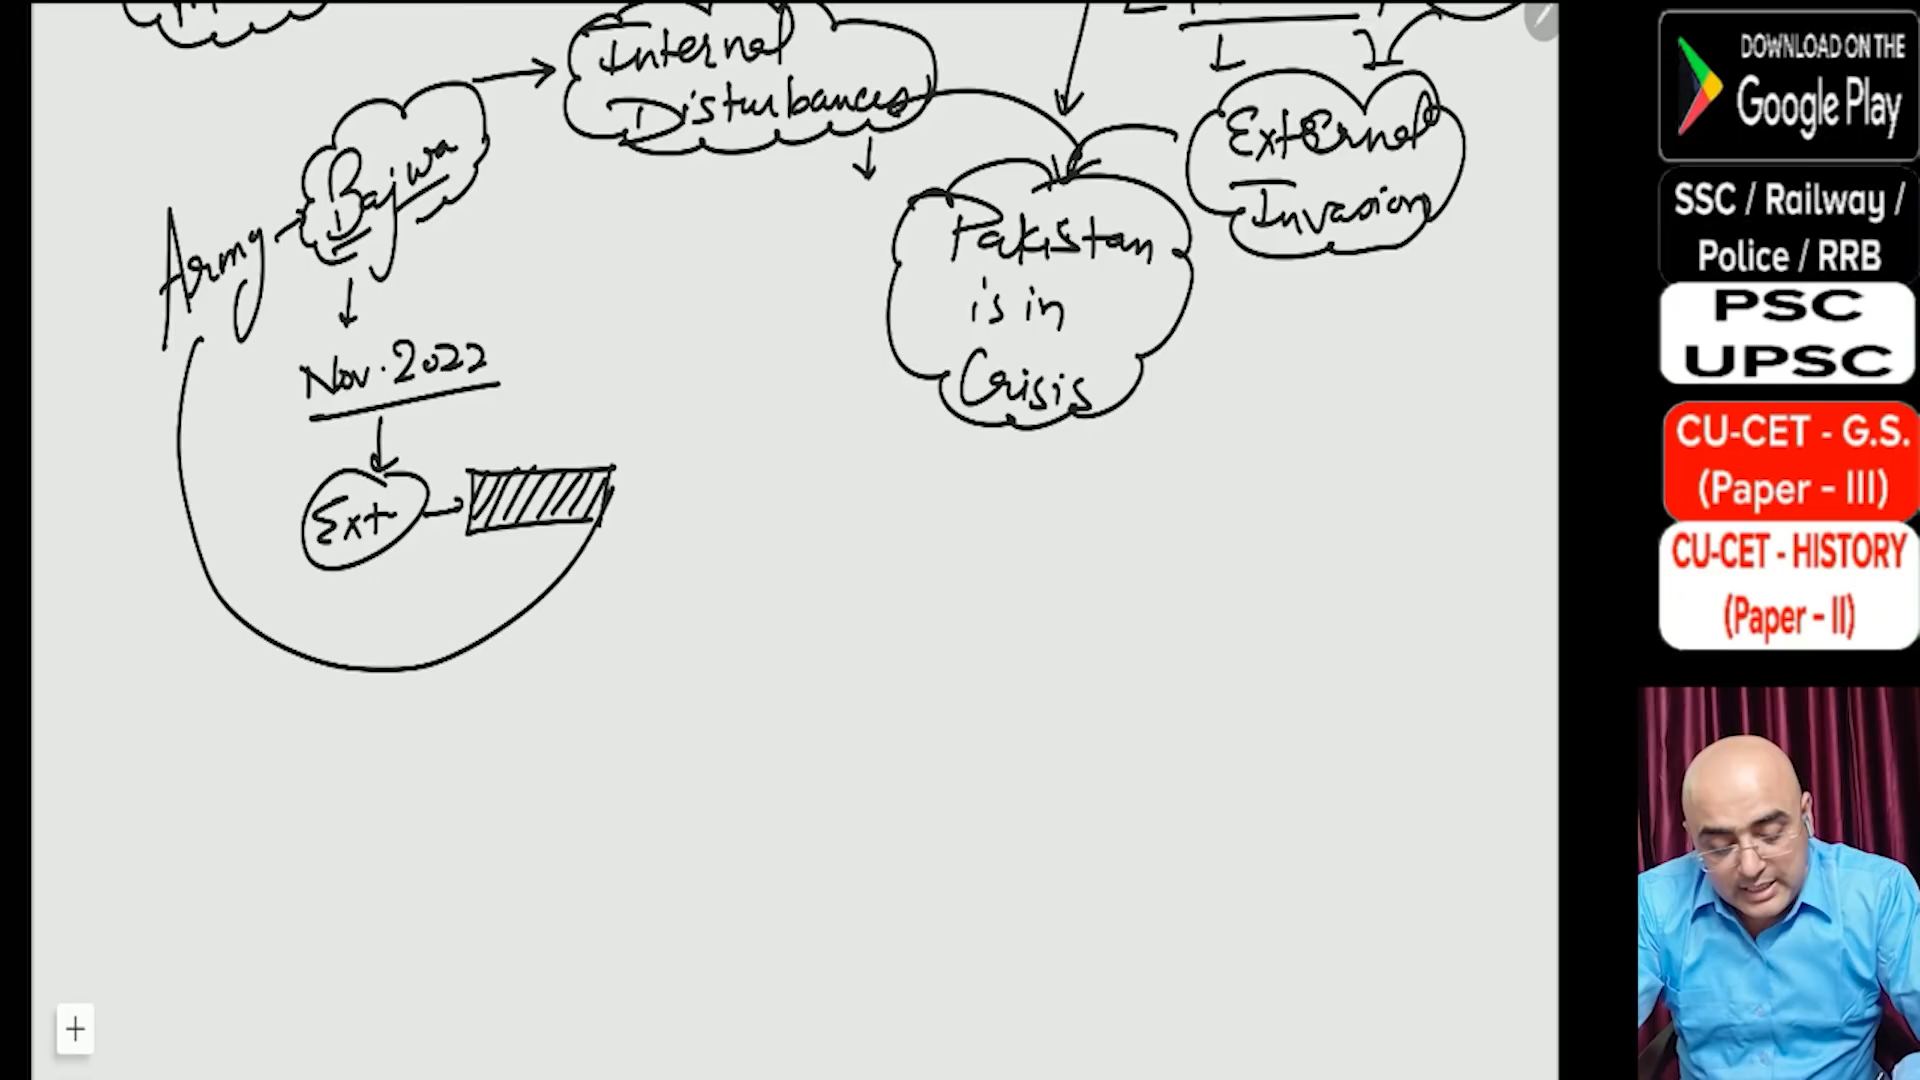 Internal
Disturbances
External
Invasion
Bajwa
Army
Pakistan
is in
Crisis
Nov. 2022
Ext
+
DOWNLOAD ON THE
Google Play
SSC / Railway /
Police / RRB
PSC
UPSC
CU-CET - G.S.
(Paper - III)
CU-CET - HISTORY
(Paper - II)